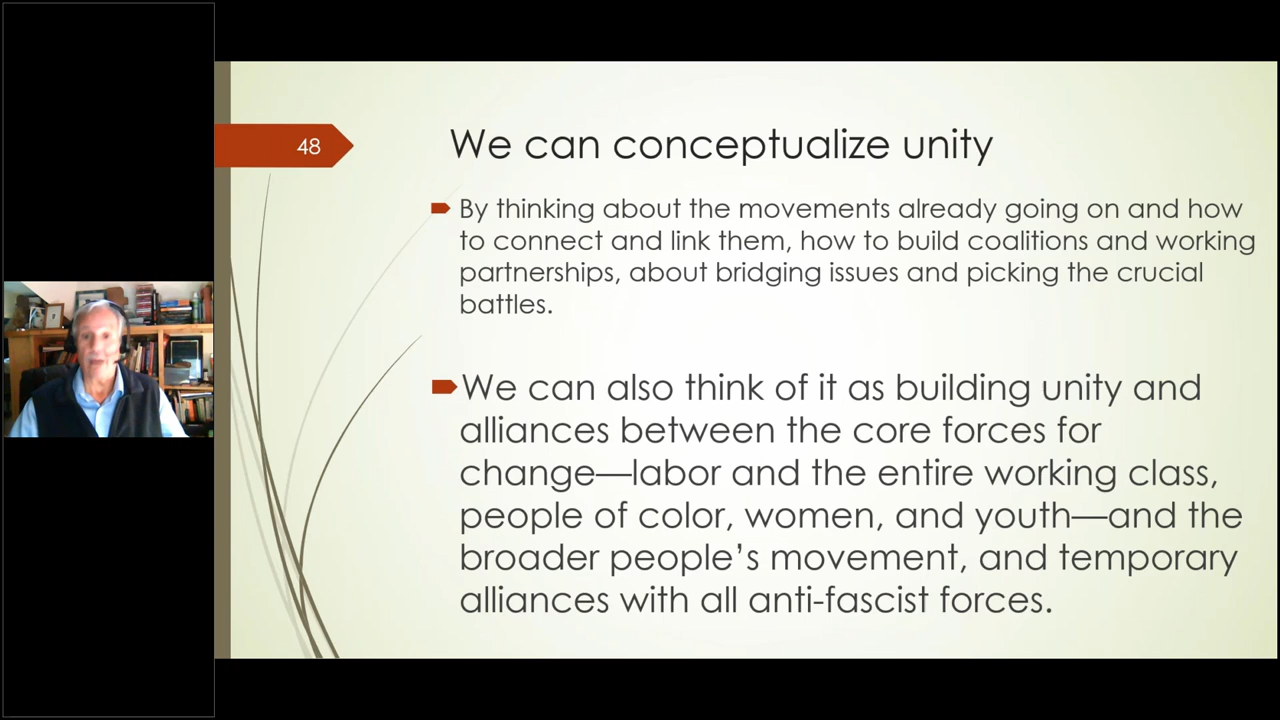 48
We can conceptualize unity
By thinking about the movements already going on and how
to connect and link them, how to build coalitions and working
partnerships, about bridging issues and picking the crucial
battles.
We can also think of it as building unity and
alliances between the core forces for
change—labor and the entire working class,
people of color, women, and youth—and the
broader people’s movement, and temporary
alliances with all anti-fascist forces.